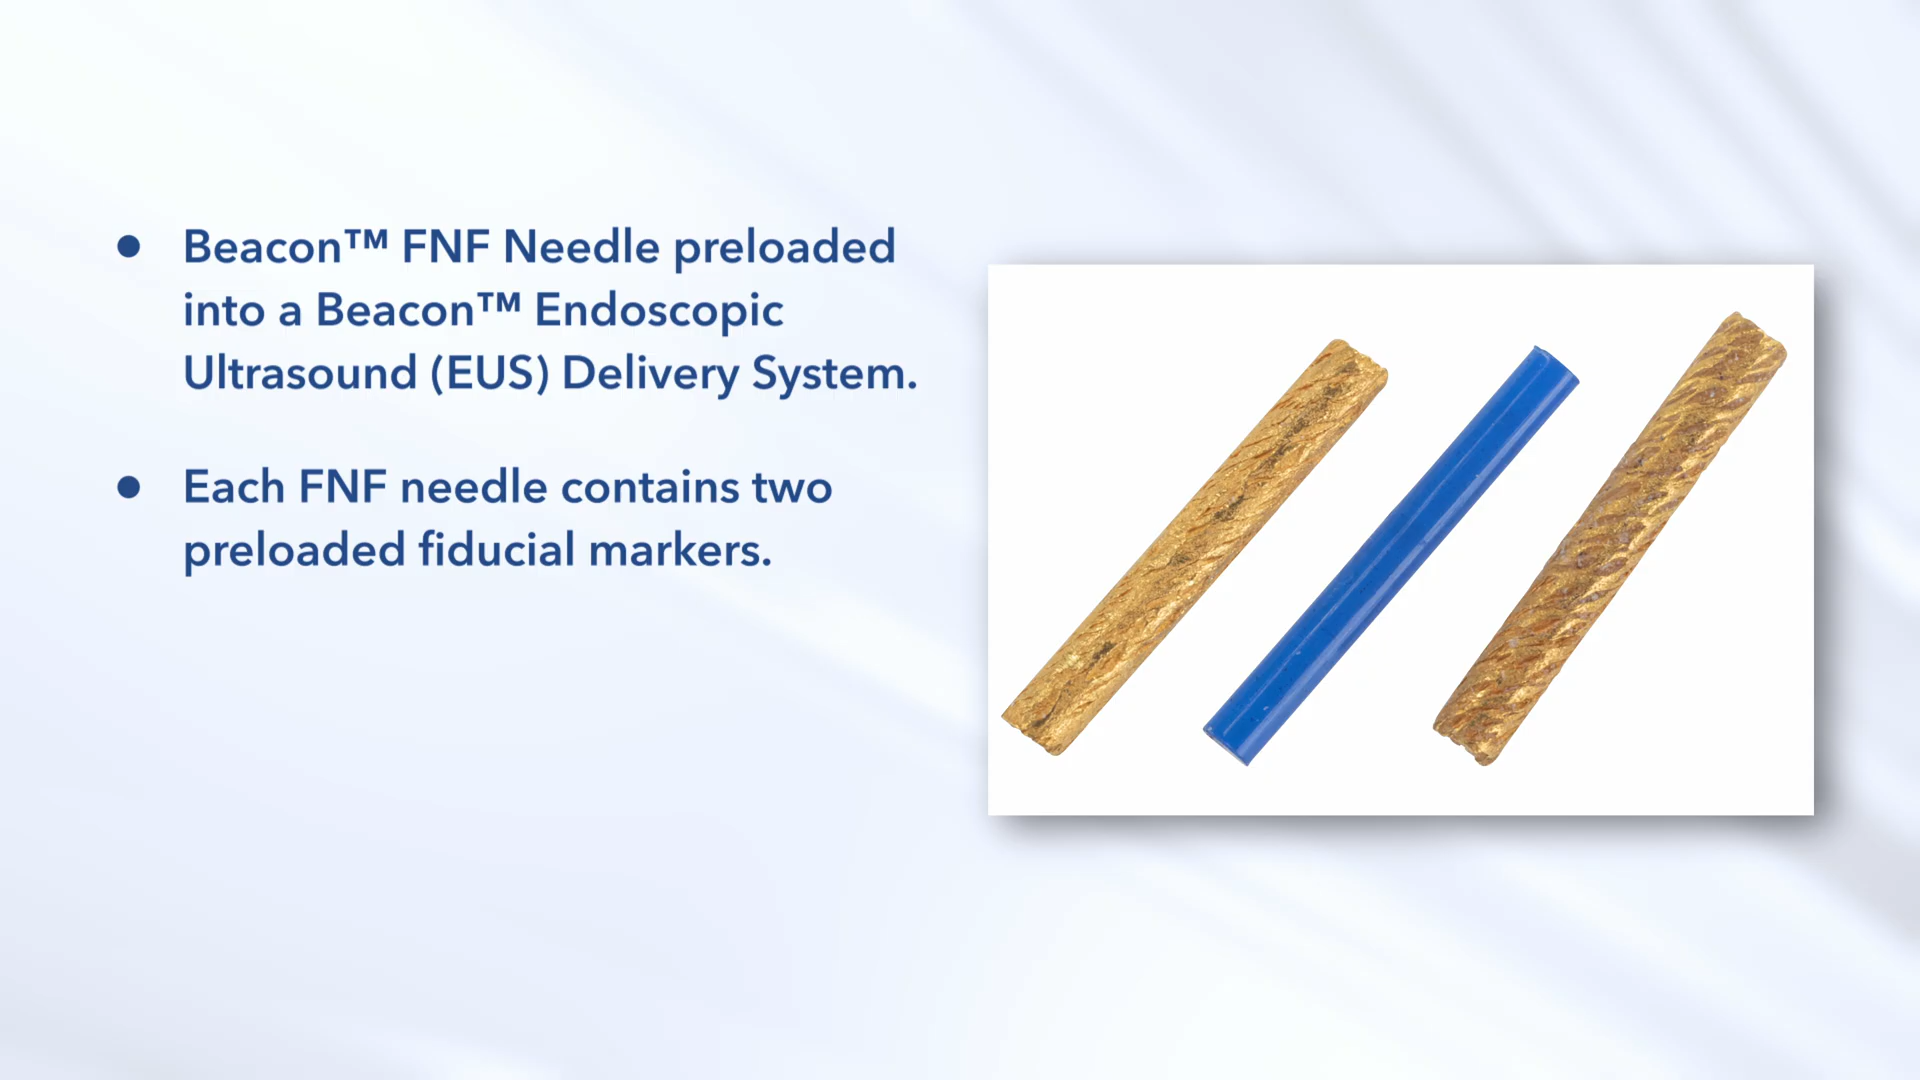 ● Beacon™ FNF Needle preloaded
into a Beacon™ Endoscopic
Ultrasound (EUS) Delivery System.
● Each FNF needle contains two
preloaded fiducial markers.